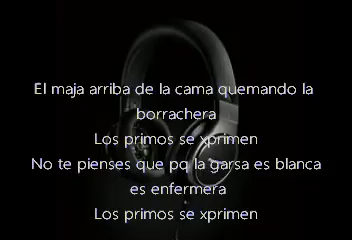 El maja arriba de la cama quemando la
borrachera
Los primos se xprimen
No te pienses que pq la garsa es blanca
es enfermera
Los primos se xprimen